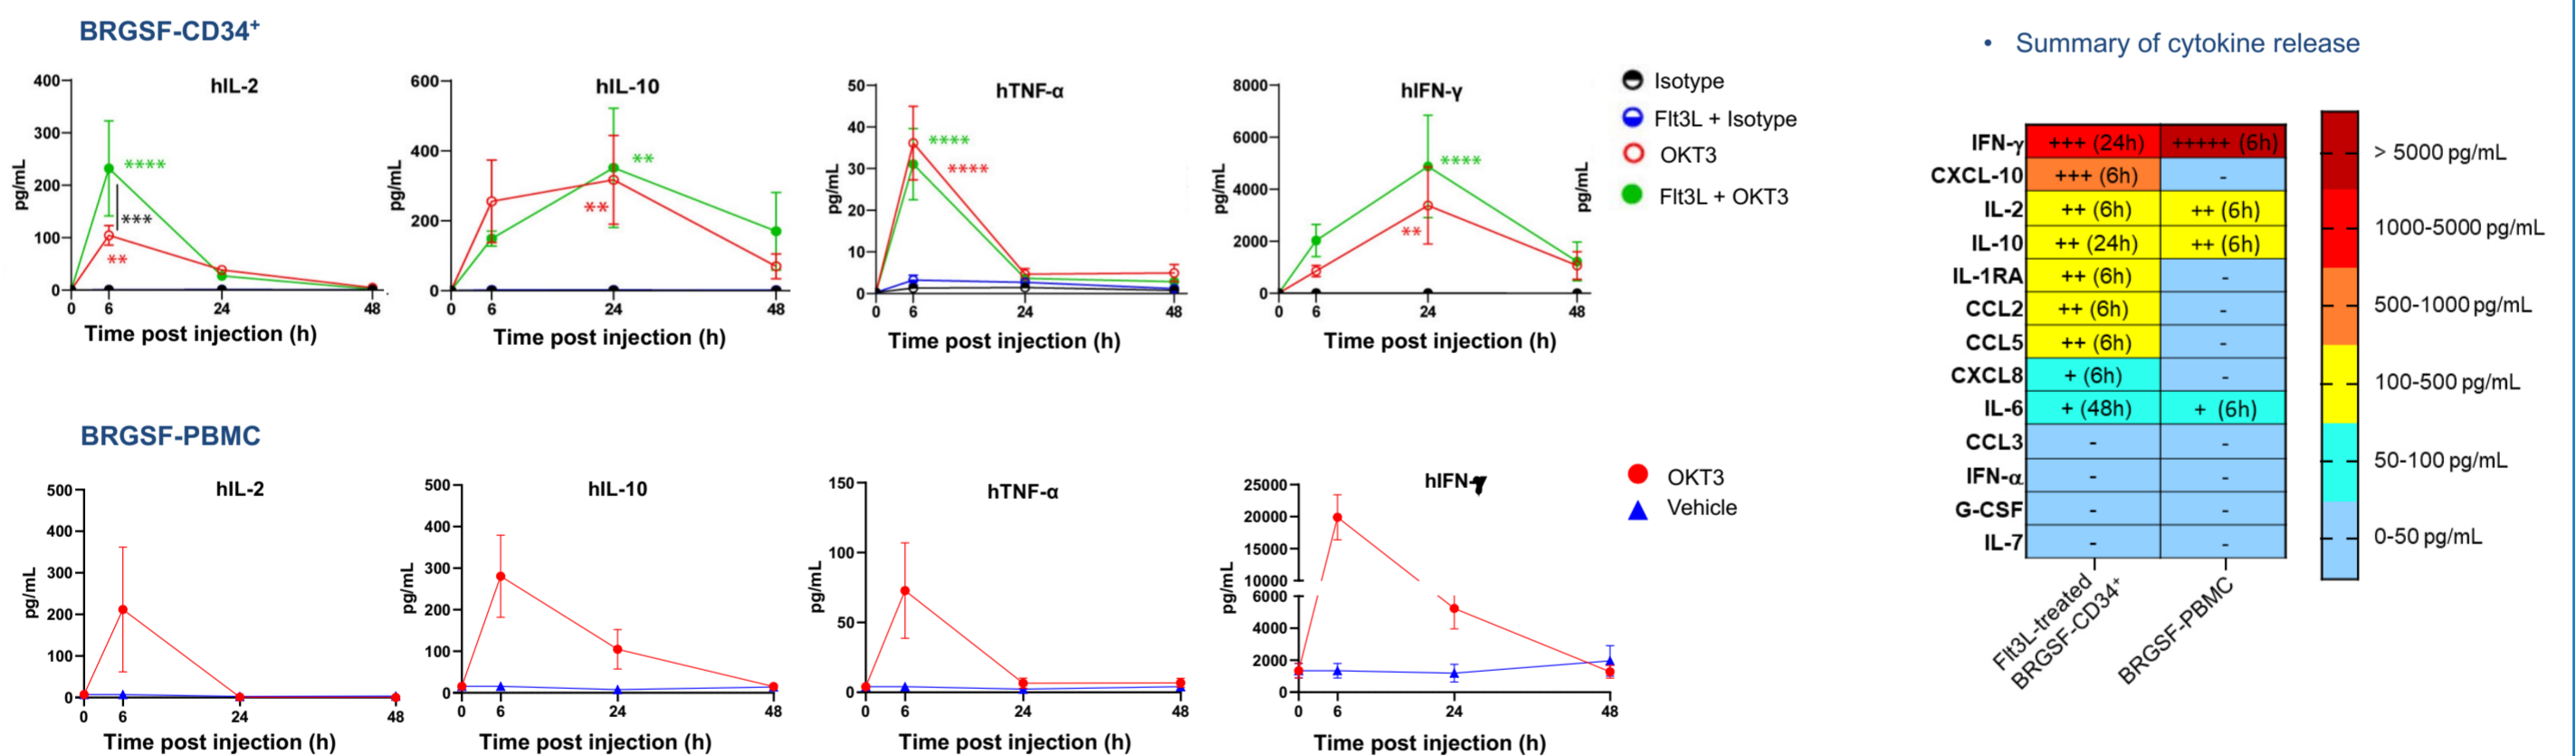 BRGSF-CD34+
• Summary of cytokine release
hIL-2
400
300
200
100
0
pg/mL
****
***
**
0 6 24 48
Time post injection (h)
hIL-10
600
400
200
0
pg/mL
**
**
0 6 24 48
Time post injection (h)
hTNF-α
50
40
30
20
10
0
pg/mL
****
****
0 6 24 48
Time post injection (h)
hIFN-γ
8000
6000
4000
2000
0
pg/mL
****
**
0 6 24 48
Time post injection (h)
pg/mL
Isotype
Flt3L + Isotype
OKT3
Flt3L + OKT3
BRGSF-PBMC
hIL-2
500
400
300
200
100
0
pg/mL
0 6 24 48
Time post injection (h)
hIL-10
500
400
300
200
100
0
pg/mL
0 6 24 48
Time post injection (h)
hTNF-α
150
100
50
0
pg/mL
0 6 24 48
Time post injection (h)
hIFN-γ
25000
20000
15000
10000
6000
4000
2000
0
pg/mL
0 6 24 48
Time post injection (h)
OKT3
Vehicle
IFN-γ +++ (24h) +++++ (6h)
CXCL-10 +++ (6h) -
IL-2 ++ (6h) ++ (6h)
IL-10 ++ (24h) ++ (6h)
IL-1RA ++ (6h) -
CCL2 ++ (6h) -
CCL5 ++ (6h) -
CXCL8 + (6h) -
IL-6 + (48h) + (6h)
CCL3 - -
IFN-α - -
G-CSF - -
IL-7 - -
Flt3L-treated
BRGSF-CD34+
BRGSF-PBMC
> 5000 pg/mL
1000-5000 pg/mL
500-1000 pg/mL
100-500 pg/mL
50-100 pg/mL
0-50 pg/mL